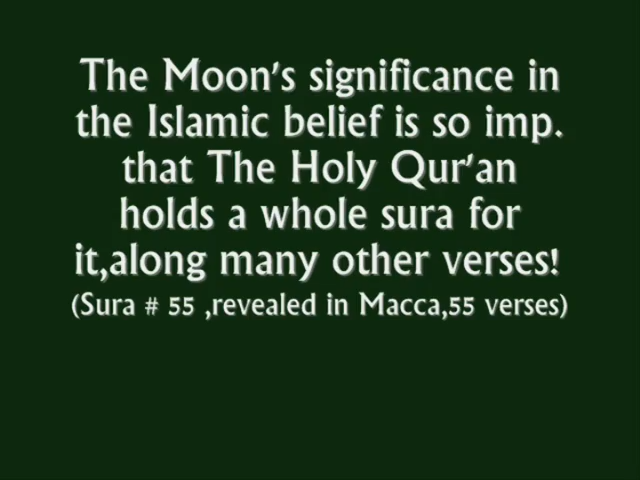 The Moon's significance in
the Islamic belief is so imp.
that The Holy Qur'an
holds a whole sura for
it,along many other verses!
(Sura # 55 ,revealed in Macca,55 verses)